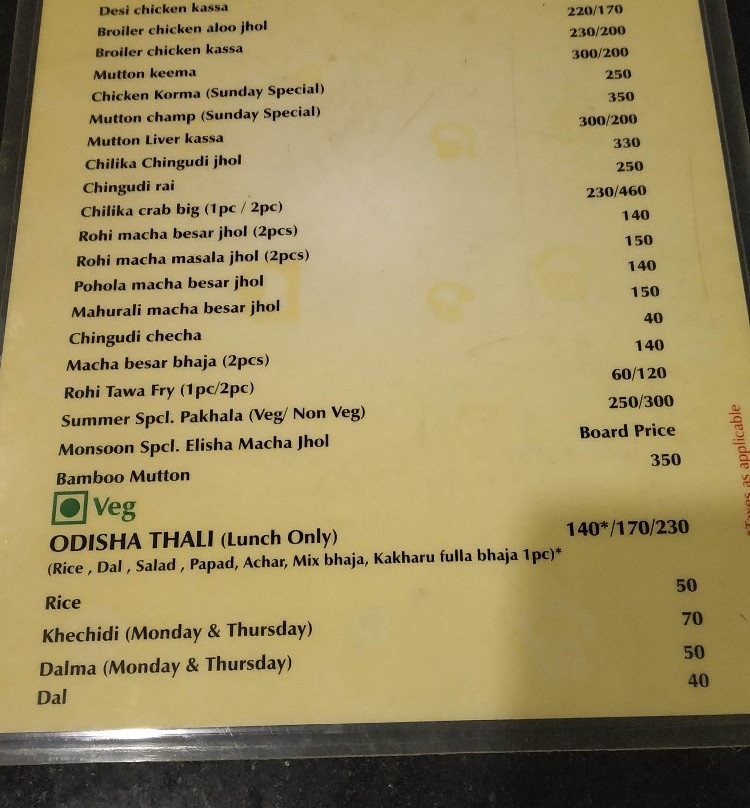 Desi chicken kassa
Broiler chicken aloo jhol 220/170
Broiler chicken kassa 230/200
Mutton keema 300/200
Chicken Korma (Sunday Special) 250
Mutton champ (Sunday Special) 350
Mutton Liver kassa 300/200
Chilika Chingudi jhol 330
Chingudi rai 250
Chilika crab big (1pc / 2pc) 230/460
Rohi macha besar jhol (2pcs) 140
Rohi macha masala jhol (2pcs) 150
Pohola macha besar jhol 140
Mahurali macha besar jhol 150
Chingudi checha 40
Macha besar bhaja (2pcs) 140
Rohi Tawa Fry (1pc/2pc) 60/120
Summer Spcl. Pakhala (Veg/ Non Veg) 250/300
Monsoon Spcl. Elisha Macha Jhol Board Price
Bamboo Mutton 350
Veg
ODISHA THALI (Lunch Only) 140*/170/230
(Rice , Dal , Salad , Papad, Achar, Mix bhaja, Kakharu fulla bhaja 1pc)*
Rice 50
Khechidi (Monday & Thursday) 70
Dalma (Monday & Thursday) 50
Dal 40
as applicable